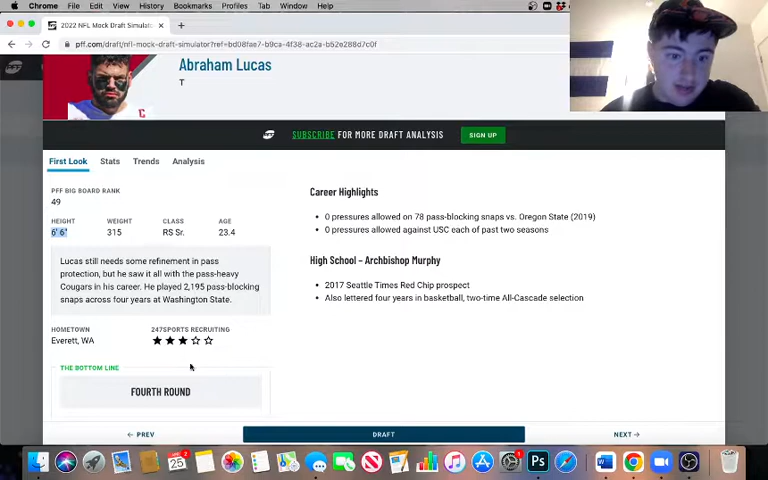 Chrome File Edit View History Bookmarks Profiles Tab Window Help
2022 NFL Mock Draft Simulato
pff.com/draft/nfl-mock-draft-simulator?ref=bd08fae7-b9ca-4f38-ac2a-b52e288d7c0f
PFF
Abraham Lucas
T
PFF SUBSCRIBE FOR MORE DRAFT ANALYSIS SIGN UP
First Look Stats Trends Analysis
PFF BIG BOARD RANK
49
HEIGHT WEIGHT CLASS AGE
6' 6" 315 RS Sr. 23.4
Lucas still needs some refinement in pass
protection, but he saw it all with the pass-heavy
Cougars in his career. He played 2,195 pass-blocking
snaps across four years at Washington State.
HOMETOWN 247SPORTS RECRUITING
Everett, WA
THE BOTTOM LINE
FOURTH ROUND
Career Highlights
0 pressures allowed on 78 pass-blocking snaps vs. Oregon State (2019)
0 pressures allowed against USC each of past two seasons
High School – Archbishop Murphy
2017 Seattle Times Red Chip prospect
Also lettered four years in basketball, two-time All-Cascade selection
← PREV DRAFT NEXT →
25
Ps
W